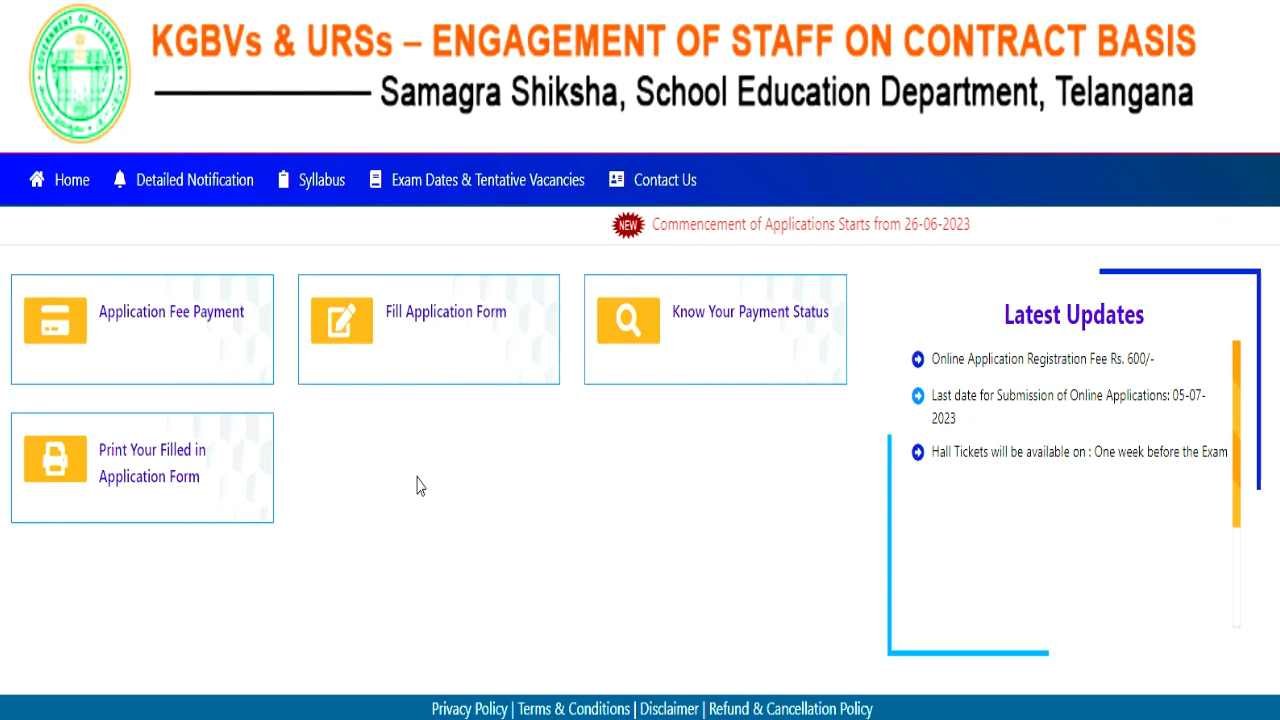 GOVERNMENT OF TELANGANA
KGBVs & URSs – ENGAGEMENT OF STAFF ON CONTRACT BASIS
Samagra Shiksha, School Education Department, Telangana
Home
Detailed Notification
Syllabus
Exam Dates & Tentative Vacancies
Contact Us
NEW Commencement of Applications Starts from 26-06-2023
Application Fee Payment
Fill Application Form
Know Your Payment Status
Print Your Filled in
Application Form
Latest Updates
Online Application Registration Fee Rs. 600/-
Last date for Submission of Online Applications: 05-07-
2023
Hall Tickets will be available on : One week before the Exam
Privacy Policy | Terms & Conditions | Disclaimer | Refund & Cancellation Policy